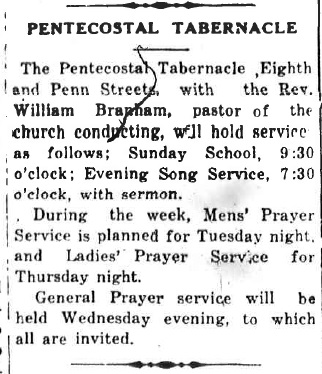 PENTECOSTAL TABERNACLE
The Pentecostal Tabernacle ,Eighth
and Penn Streets, with the Rev.
William Branham, pastor of the
church conducting, will hold service
as follows; Sunday School, 9:30
o'clock; Evening Song Service, 7:30
o'clock, with sermon.
. During the week, Mens' Prayer
Service is planned for Tuesday night,
and Ladies' Prayer Service for
Thursday night.
General Prayer service will be
held Wednesday evening, to which
all are invited.